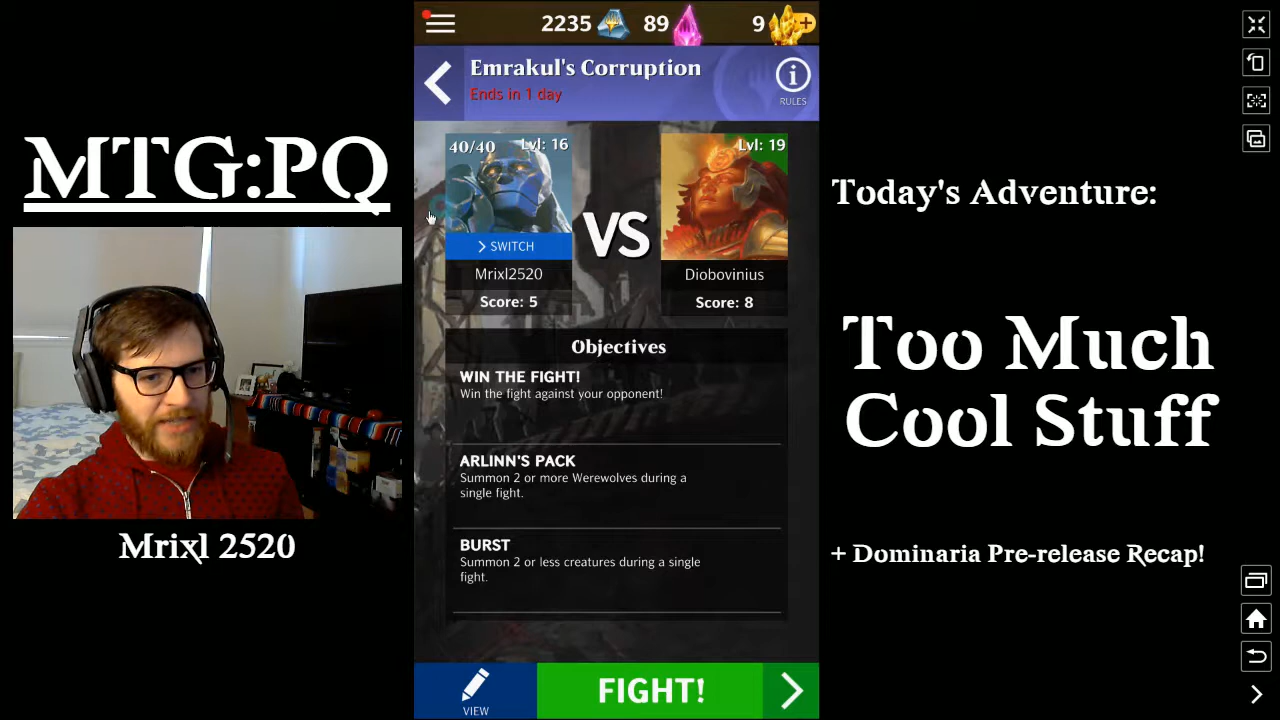 2235 89 9
Emrakul's Corruption
Ends in 1 day
RULES
MTG:PQ
40/40 Lvl: 16
Lvl: 19
VS
SWITCH
Mrixl2520
Score: 5
Diobovinius
Score: 8
Objectives
WIN THE FIGHT!
Win the fight against your opponent!
ARLINN'S PACK
Summon 2 or more Werewolves during a
single fight.
BURST
Summon 2 or less creatures during a single
fight.
VIEW
FIGHT!
Mrixl 2520
Today's Adventure:
Too Much
Cool Stuff
+ Dominaria Pre-release Recap!